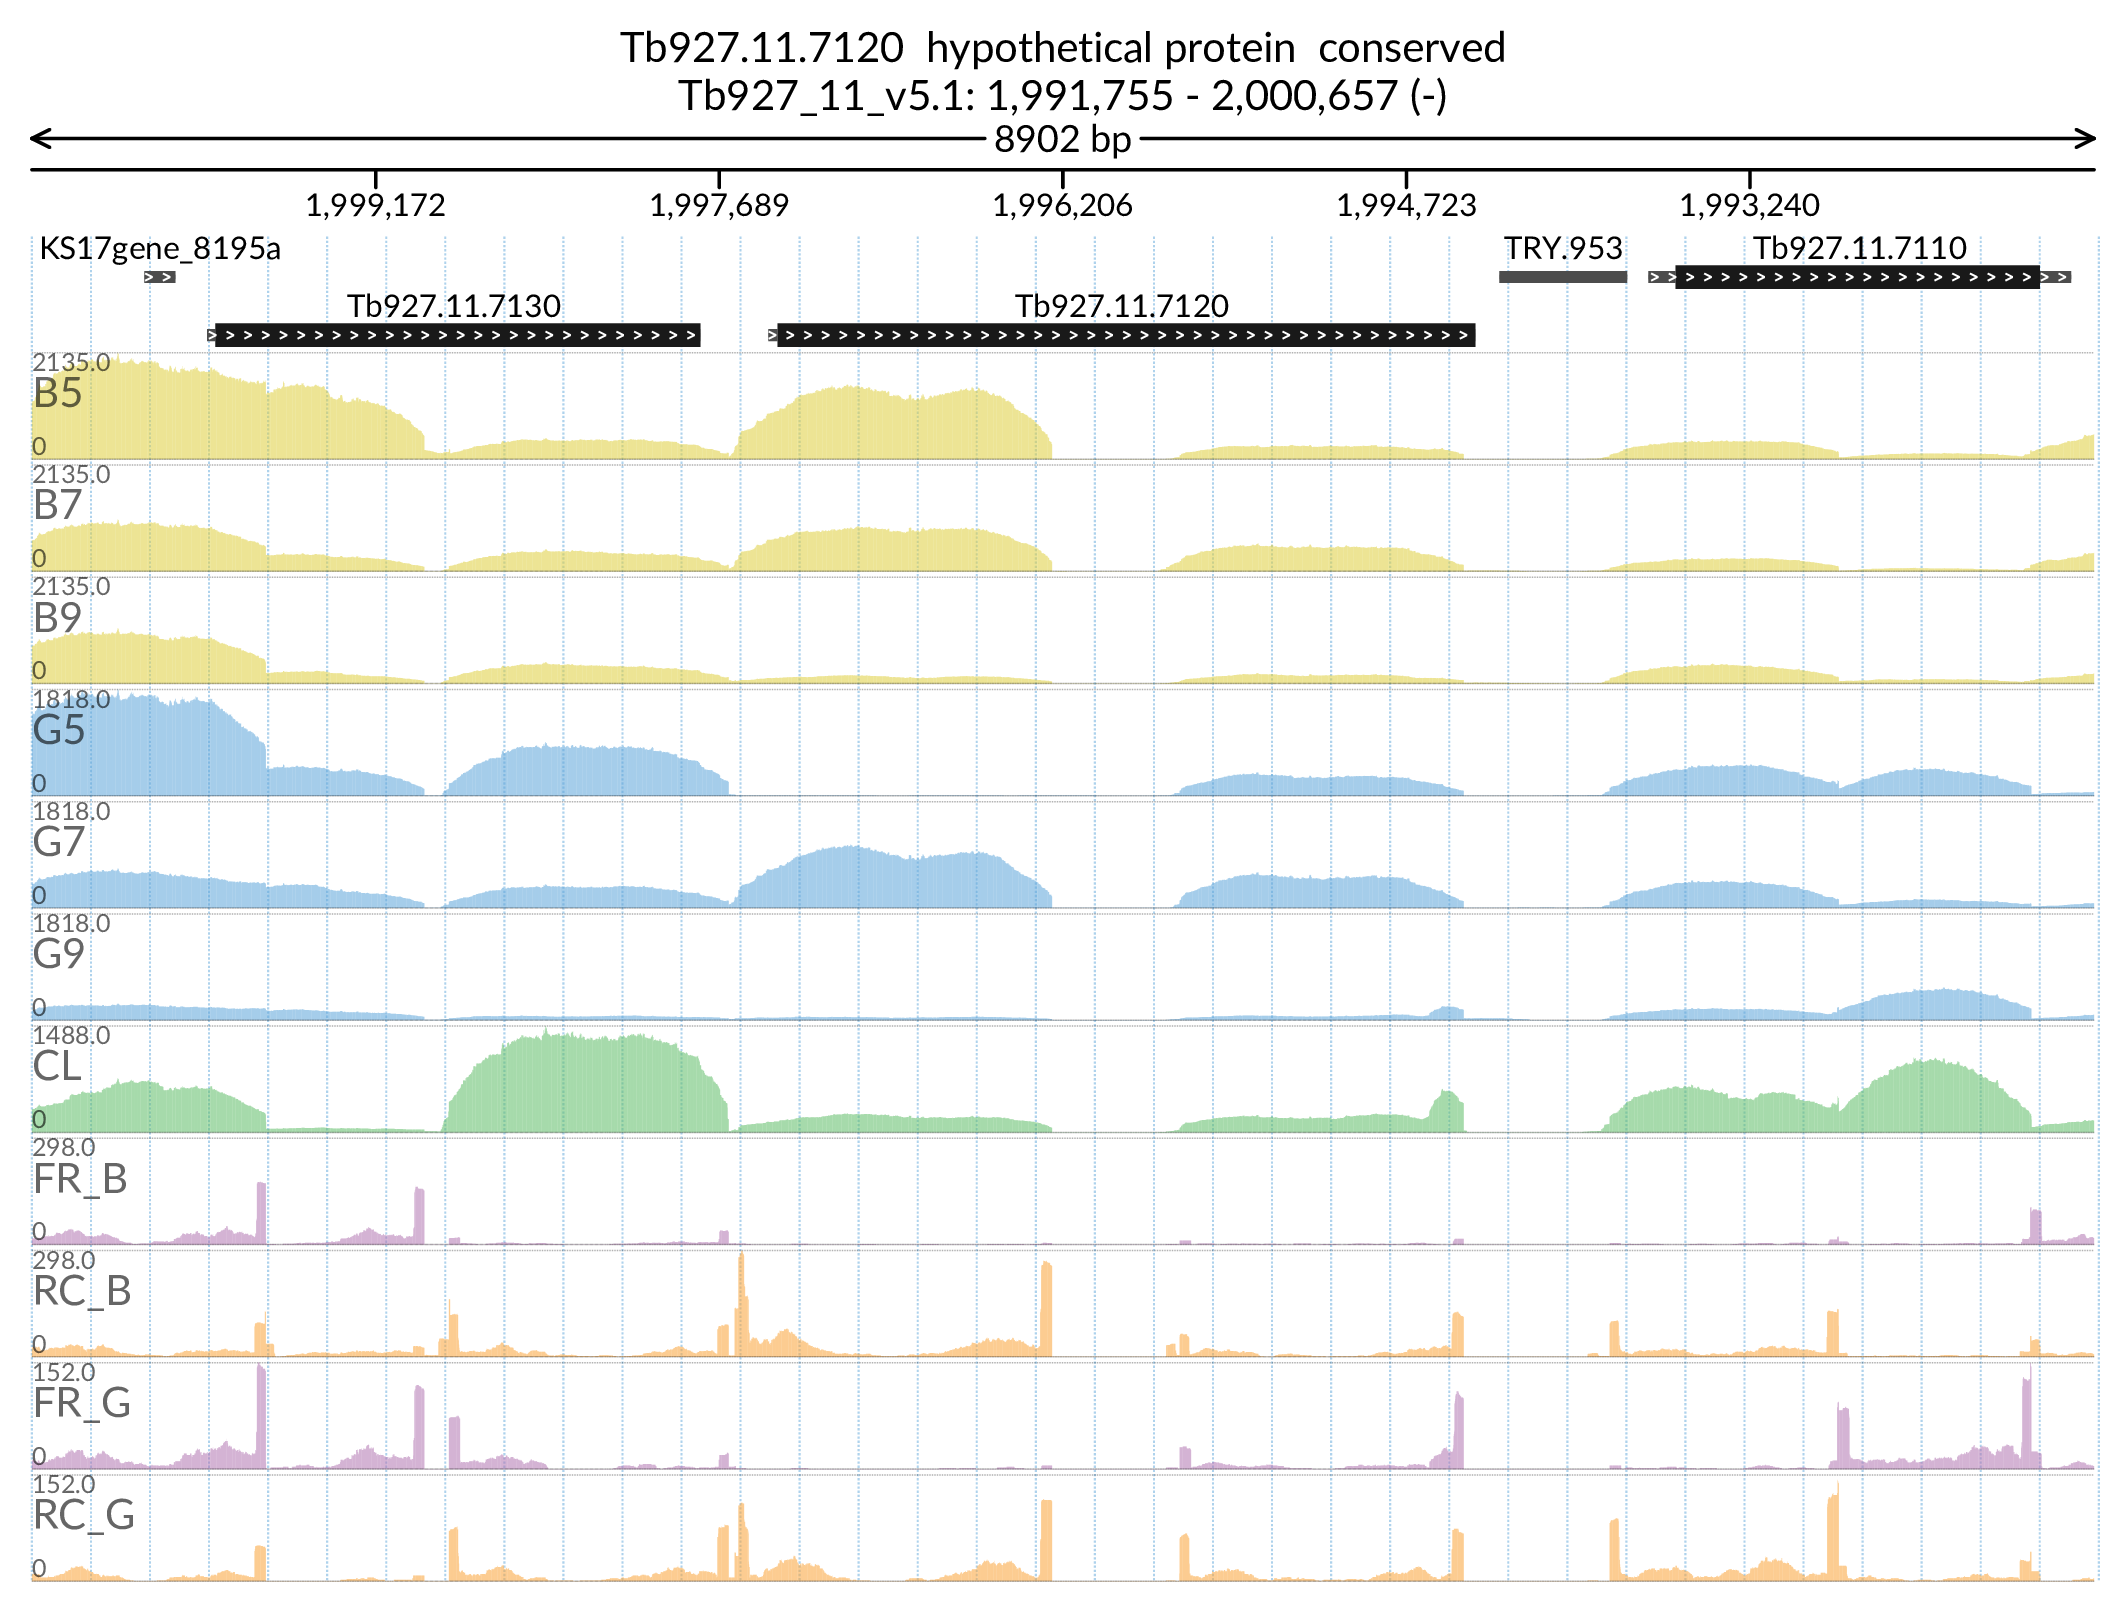 Tb927.11.7120  hypothetical protein  conserved
Tb927_11_v5.1: 1,991,755 - 2,000,657 (-)
8902 bp
1,999,172 1,997,689 1,996,206 1,994,723 1,993,240
KS17gene_8195a TRY.953 Tb927.11.7110
Tb927.11.7130 Tb927.11.7120
2135.0
B5
0
2135.0
B7
0
2135.0
B9
0
1818.0
G5
0
1818.0
G7
0
1818.0
G9
0
1488.0
CL
0
298.0
FR_B
0
298.0
RC_B
0
152.0
FR_G
0
152.0
RC_G
0